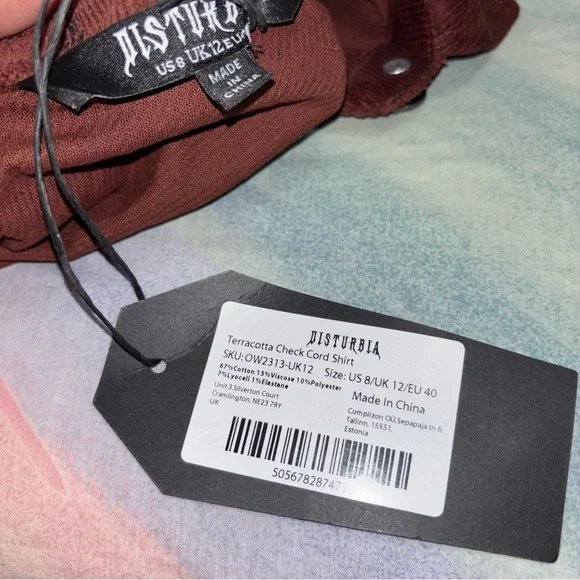 DISTURB
US 8 UK 12 EU
MADE
IN
CHINA
DISTURBIA
Terracotta Check Cord Shirt
SKU: OW2313-UK12 Size: US 8/UK 12/EU 40
67%Cotton 15%Viscose 10%Polyester
7%Lyocell 1%Elastane
Made In China
Unit 3 Silverton Court
Cramlington, NE23 7RY
UK
Complizon OÜ,Sepapaja tn 6,
Tallinn, 15551,
Estonia
50567828747